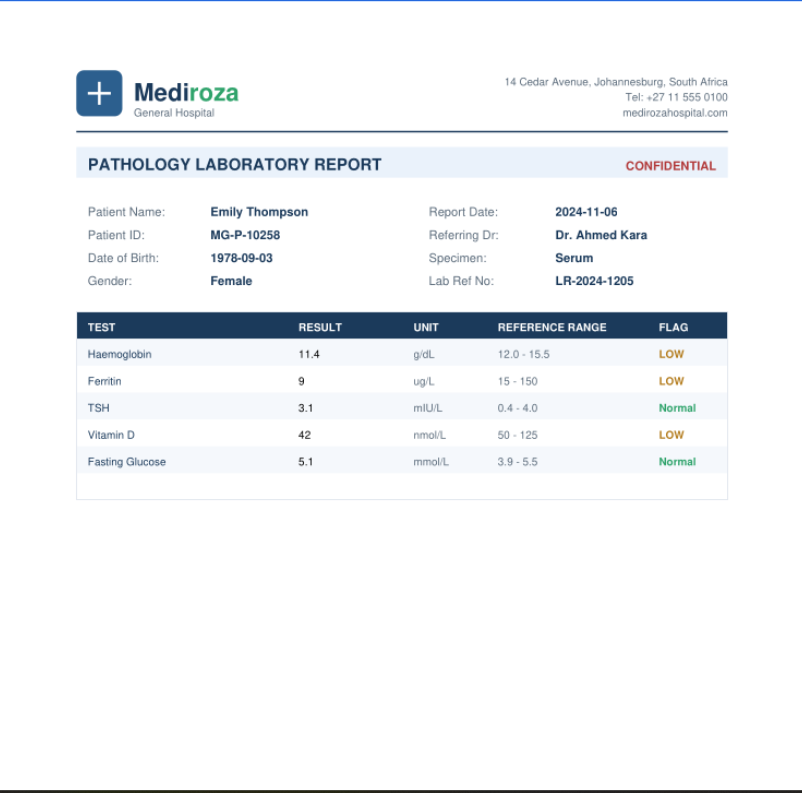 Mediroza
General Hospital
14 Cedar Avenue, Johannesburg, South Africa
Tel: +27 11 555 0100
medirozahospital.com
PATHOLOGY LABORATORY REPORT CONFIDENTIAL
Patient Name: Emily Thompson Report Date: 2024-11-06
Patient ID: MG-P-10258 Referring Dr: Dr. Ahmed Kara
Date of Birth: 1978-09-03 Specimen: Serum
Gender: Female Lab Ref No: LR-2024-1205
TEST RESULT UNIT REFERENCE RANGE FLAG
Haemoglobin 11.4 g/dL 12.0 - 15.5 LOW
Ferritin 9 ug/L 15 - 150 LOW
TSH 3.1 mIU/L 0.4 - 4.0 Normal
Vitamin D 42 nmol/L 50 - 125 LOW
Fasting Glucose 5.1 mmol/L 3.9 - 5.5 Normal